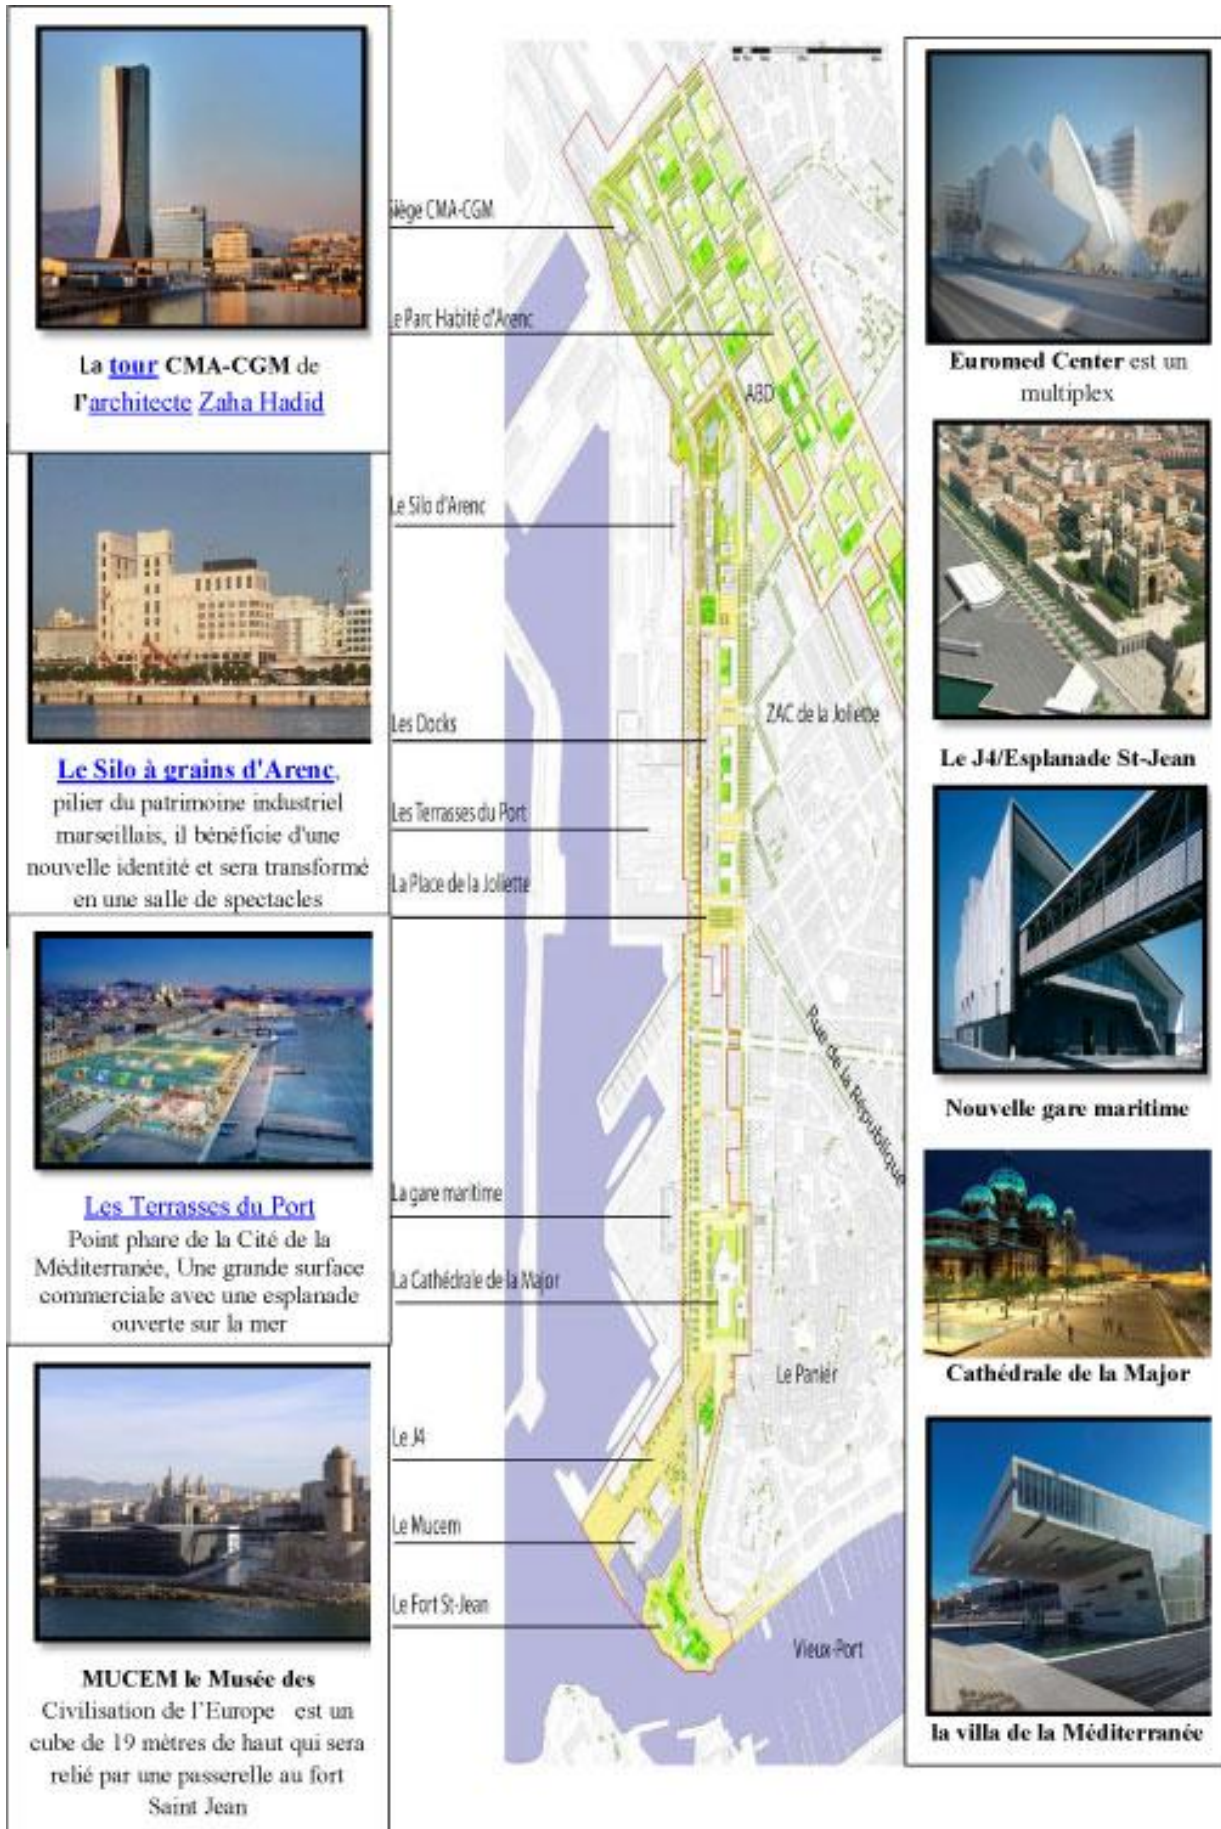 La tour CMA-CGM de
l'architecte Zaha Hadid
Le Silo à grains d'Arenc,
pilier du patrimoine industriel
marseillais, il bénéficie d'une
nouvelle identité et sera transformé
en une salle de spectacles
Les Terrasses du Port
Point phare de la Cité de la
Méditerranée, Une grande surface
commerciale avec une esplanade
ouverte sur la mer
MUCEM le Musée des
Civilisation de l'Europe est un
cube de 19 mètres de haut qui sera
relié par une passerelle au fort
Saint Jean
Siège CMA-CGM
Le Parc Habité d'Arenc
ABD
Le Silo d'Arenc
ZAC de la Joliette
Les Docks
Les Terrasses du Port
La Place de la Joliette
Rue de la République
La gare maritime
La Cathédrale de la Major
Le Panier
Le J4
Le Mucem
Le Fort St-Jean
Vieux-Port
Euromed Center est un
multiplex
Le J4/Esplanade St-Jean
Nouvelle gare maritime
Cathédrale de la Major
la villa de la Méditerranée